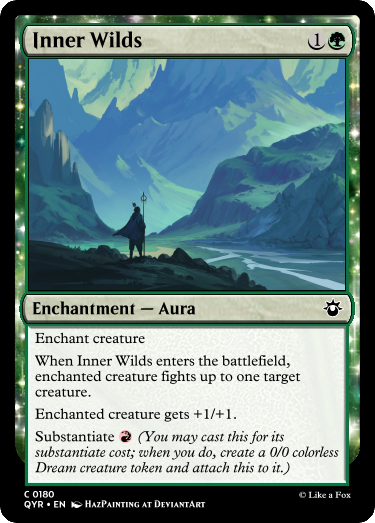 Inner Wilds 1
Enchantment — Aura
Enchant creature
When Inner Wilds enters the battlefield,
enchanted creature fights up to one target
creature.
Enchanted creature gets +1/+1.
Substantiate (You may cast this for its
substantiate cost; when you do, create a 0/0 colorless
Dream creature token and attach this to it.)
C 0180
QYR • EN HazPainting at DeviantArt
© Like a Fox